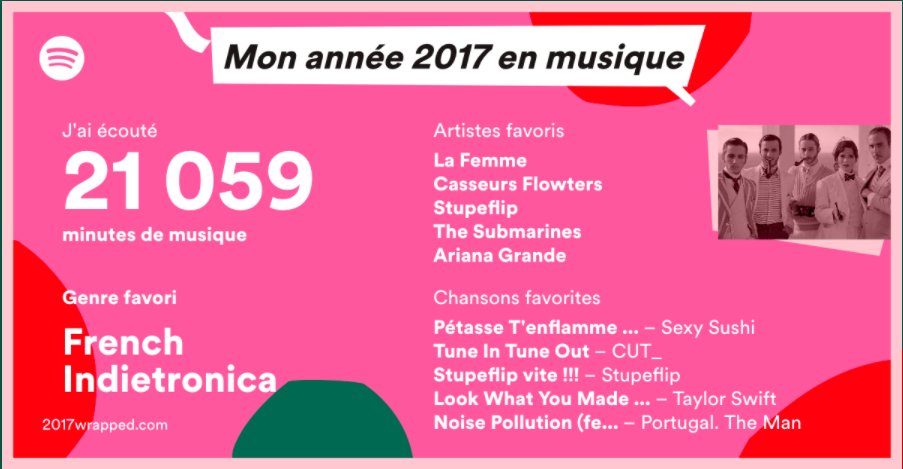 Mon année 2017 en musique
J'ai écouté
21 059
minutes de musique
Genre favori
French
Indietronica
2017wrapped.com
Artistes favoris
La Femme
Casseurs Flowters
Stupeflip
The Submarines
Ariana Grande
Chansons favorites
Pétasse T'enflamme ... – Sexy Sushi
Tune In Tune Out – CUT_
Stupeflip vite !!! – Stupeflip
Look What You Made ... – Taylor Swift
Noise Pollution (fe... – Portugal. The Man